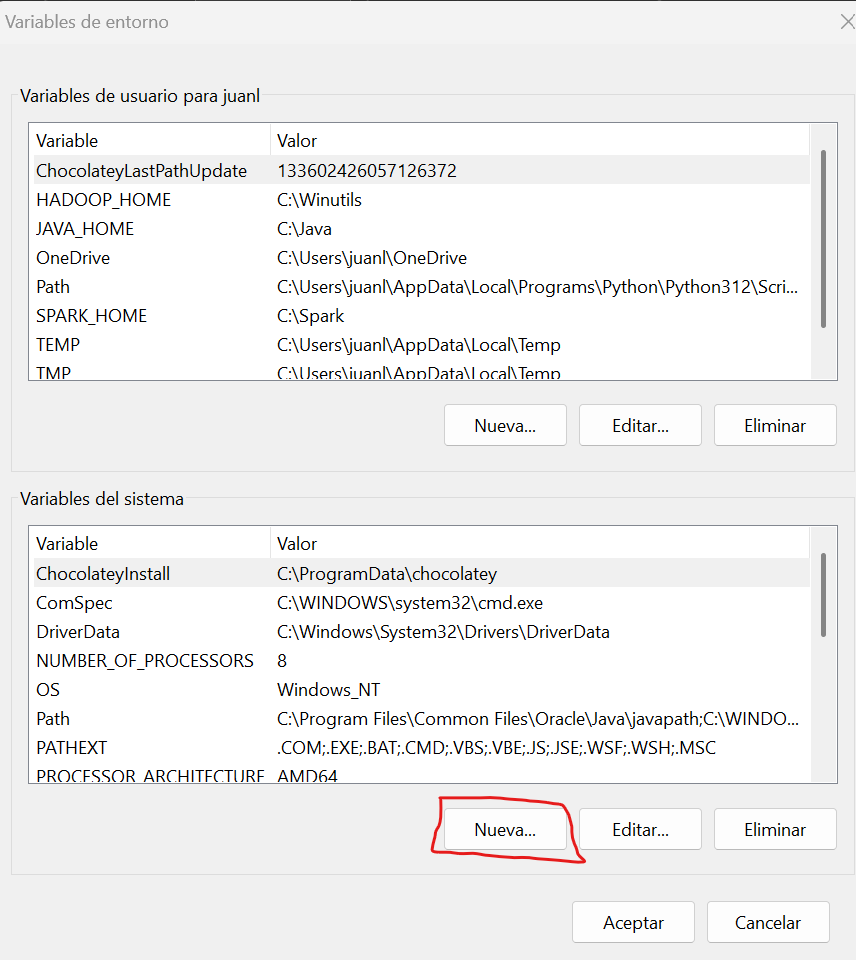 Variables de entorno
Variables de usuario para juanl
Variable Valor
ChocolateyLastPathUpdate 133602426057126372
HADOOP_HOME C:\Winutils
JAVA_HOME C:\Java
OneDrive C:\Users\juanl\OneDrive
Path C:\Users\juanl\AppData\Local\Programs\Python\Python312\Scri...
SPARK_HOME C:\Spark
TEMP C:\Users\juanl\AppData\Local\Temp
TMP C:\Users\juanl\AppData\Local\Temp
Nueva... Editar... Eliminar
Variables del sistema
Variable Valor
ChocolateyInstall C:\ProgramData\chocolatey
ComSpec C:\WINDOWS\system32\cmd.exe
DriverData C:\Windows\System32\Drivers\DriverData
NUMBER_OF_PROCESSORS 8
OS Windows_NT
Path C:\Program Files\Common Files\Oracle\Java\javapath;C:\WINDO...
PATHEXT .COM;.EXE;.BAT;.CMD;.VBS;.VBE;.JS;.JSE;.WSF;.WSH;.MSC
PROCESSOR_ARCHITECTURE AMD64
Nueva... Editar... Eliminar
Aceptar Cancelar